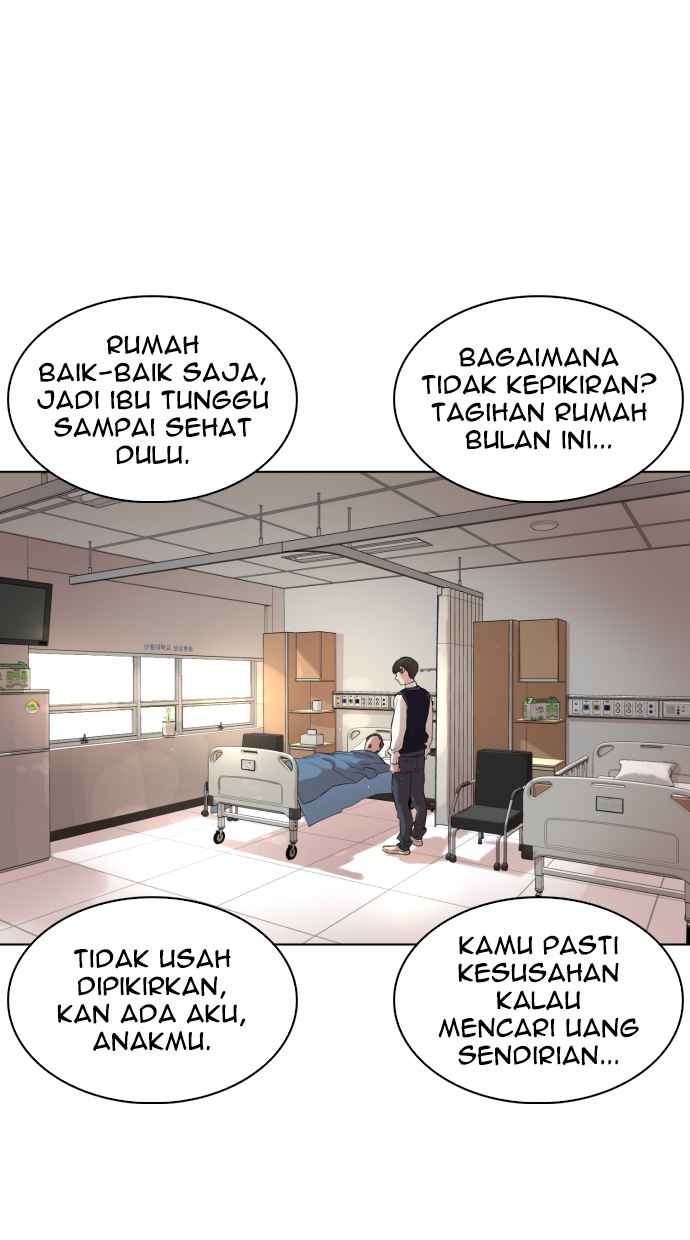 RUMAH
BAIK-BAIK SAJA,
JADI IBU TUNGGU
SAMPAI SEHAT
DULU.
BAGAIMANA
TIDAK KEPIKIRAN?
TAGIHAN RUMAH
BULAN INI...
TIDAK USAH
DIPIKIRKAN,
KAN ADA AKU,
ANAKMU.
KAMU PASTI
KESUSAHAN
KALAU
MENCARI UANG
SENDIRIAN...